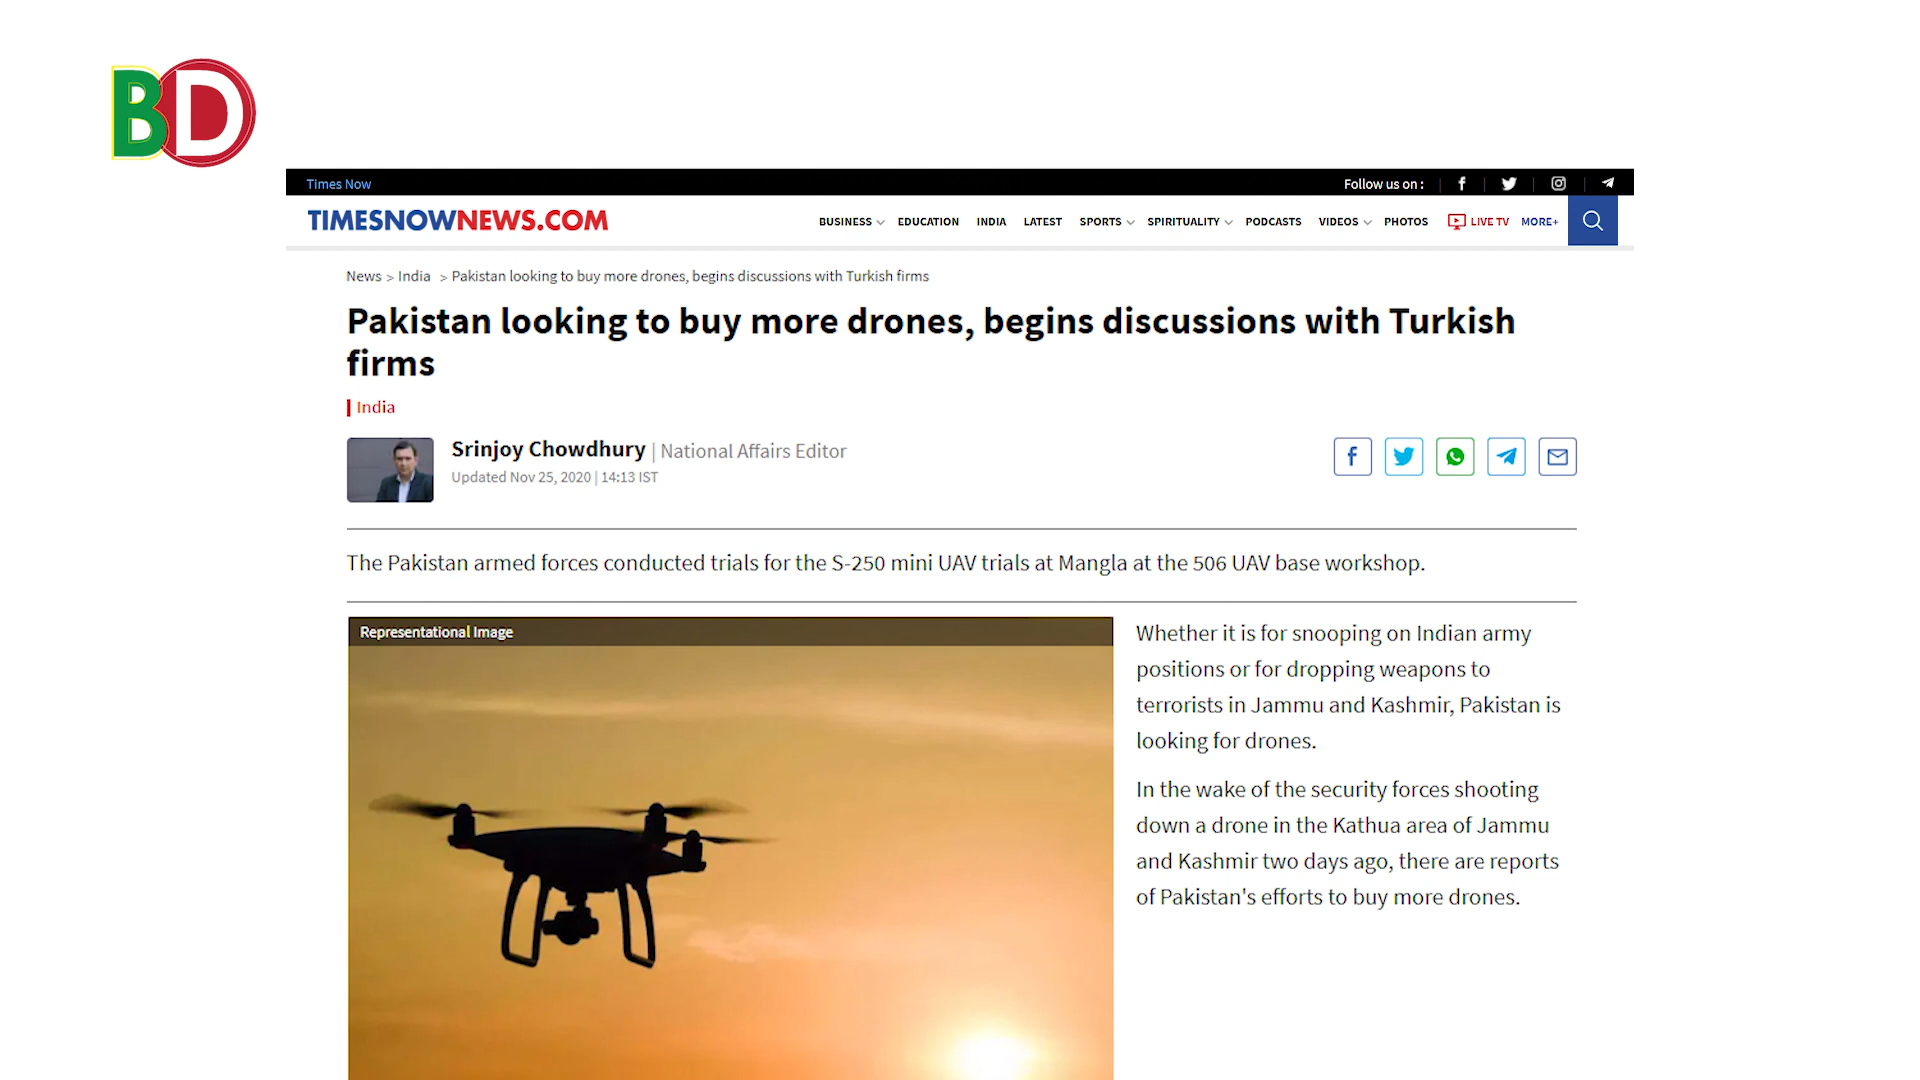 BD
Times Now
Follow us on :
TIMESNOWNEWS.COM
BUSINESS EDUCATION INDIA LATEST SPORTS SPIRITUALITY PODCASTS VIDEOS PHOTOS LIVE TV MORE+
News > India > Pakistan looking to buy more drones, begins discussions with Turkish firms
Pakistan looking to buy more drones, begins discussions with Turkish
firms
India
Srinjoy Chowdhury | National Affairs Editor
Updated Nov 25, 2020 | 14:13 IST
The Pakistan armed forces conducted trials for the S-250 mini UAV trials at Mangla at the 506 UAV base workshop.
Representational Image
Whether it is for snooping on Indian army
positions or for dropping weapons to
terrorists in Jammu and Kashmir, Pakistan is
looking for drones.
In the wake of the security forces shooting
down a drone in the Kathua area of Jammu
and Kashmir two days ago, there are reports
of Pakistan's efforts to buy more drones.